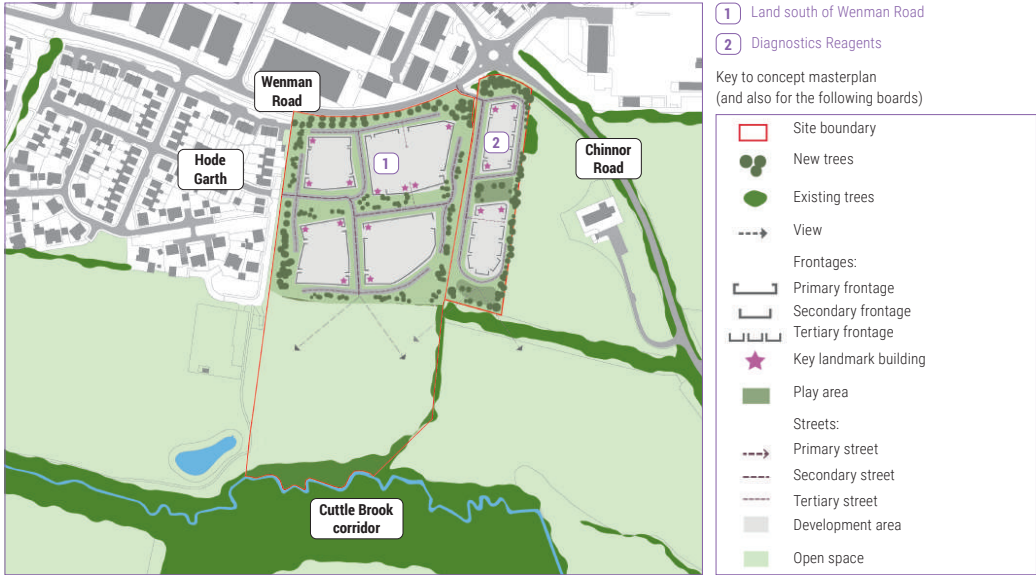 Wenman
Road
Hode
Garth
1
2
Chinnor
Road
Cuttle Brook
corridor
1 Land south of Wenman Road
2 Diagnostics Reagents
Key to concept masterplan
(and also for the following boards)
Site boundary
New trees
Existing trees
View
Frontages:
Primary frontage
Secondary frontage
Tertiary frontage
Key landmark building
Play area
Streets:
Primary street
Secondary street
Tertiary street
Development area
Open space